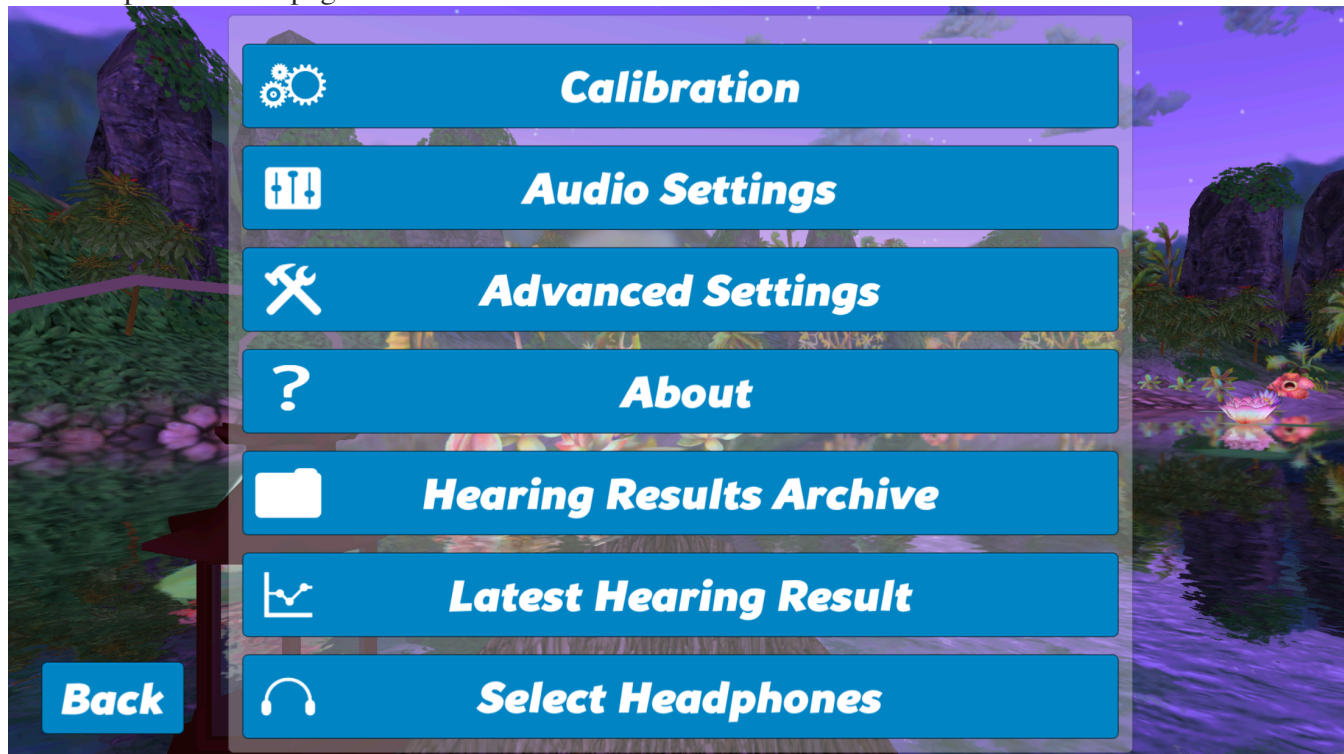 Calibration
Audio Settings
Advanced Settings
About
Hearing Results Archive
Latest Hearing Result
Back
Select Headphones